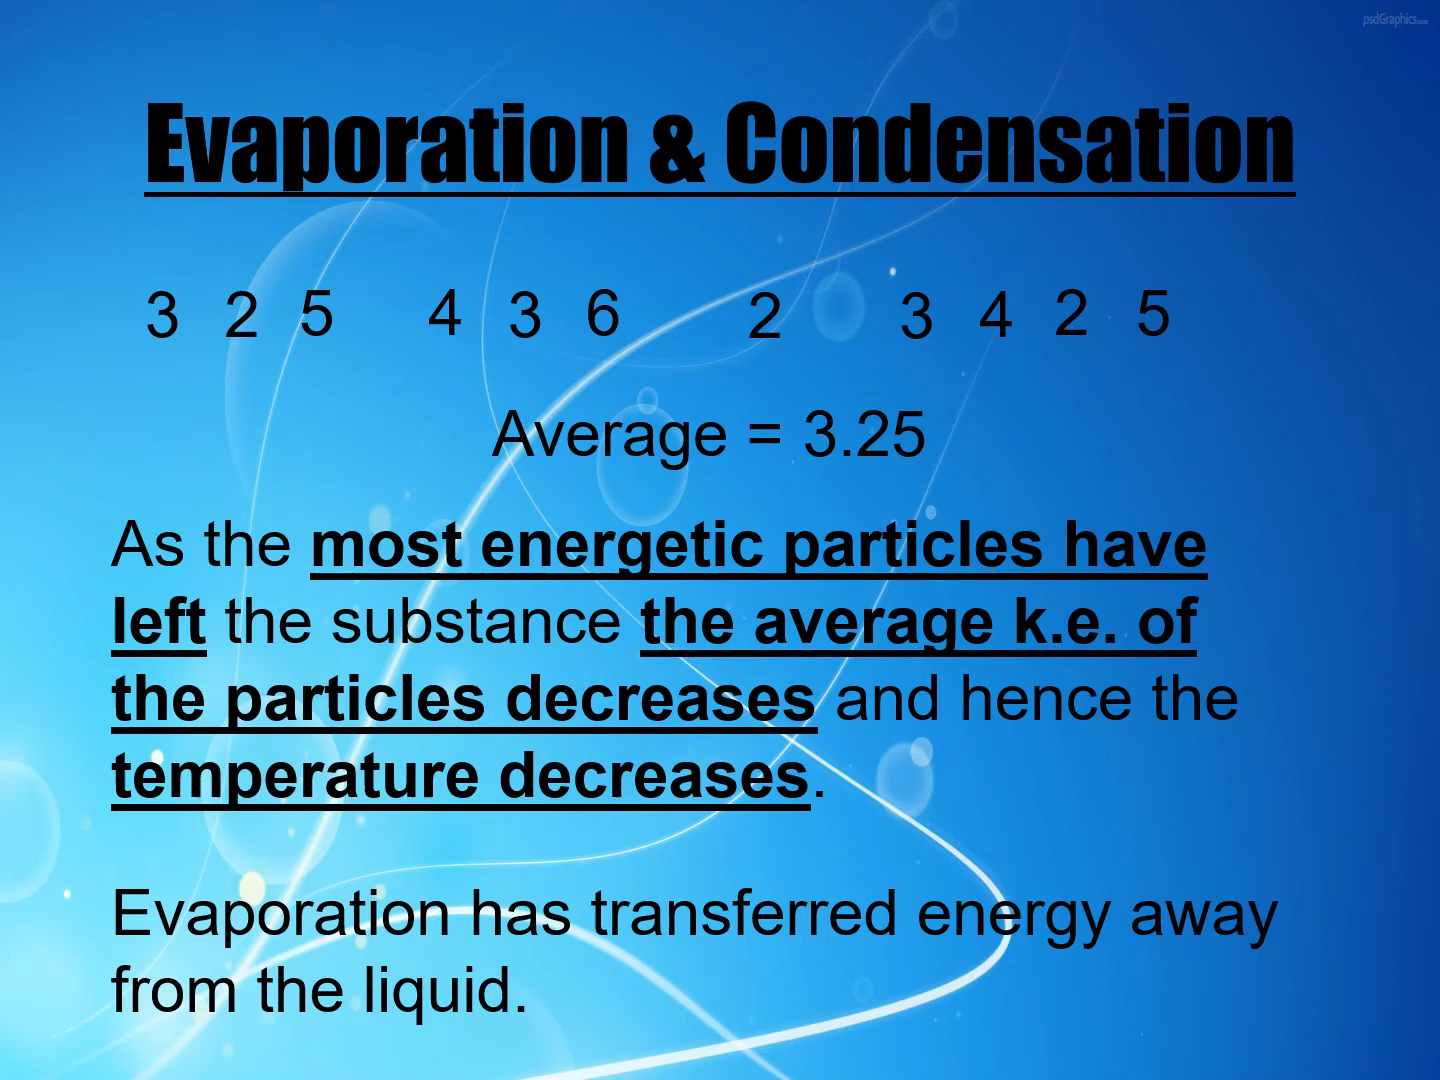 psdGraphics.com
Evaporation & Condensation
3 2 5 4 3 6 2 3 4 2 5
Average = 3.25
As the most energetic particles have
left the substance the average k.e. of
the particles decreases and hence the
temperature decreases.
Evaporation has transferred energy away
from the liquid.